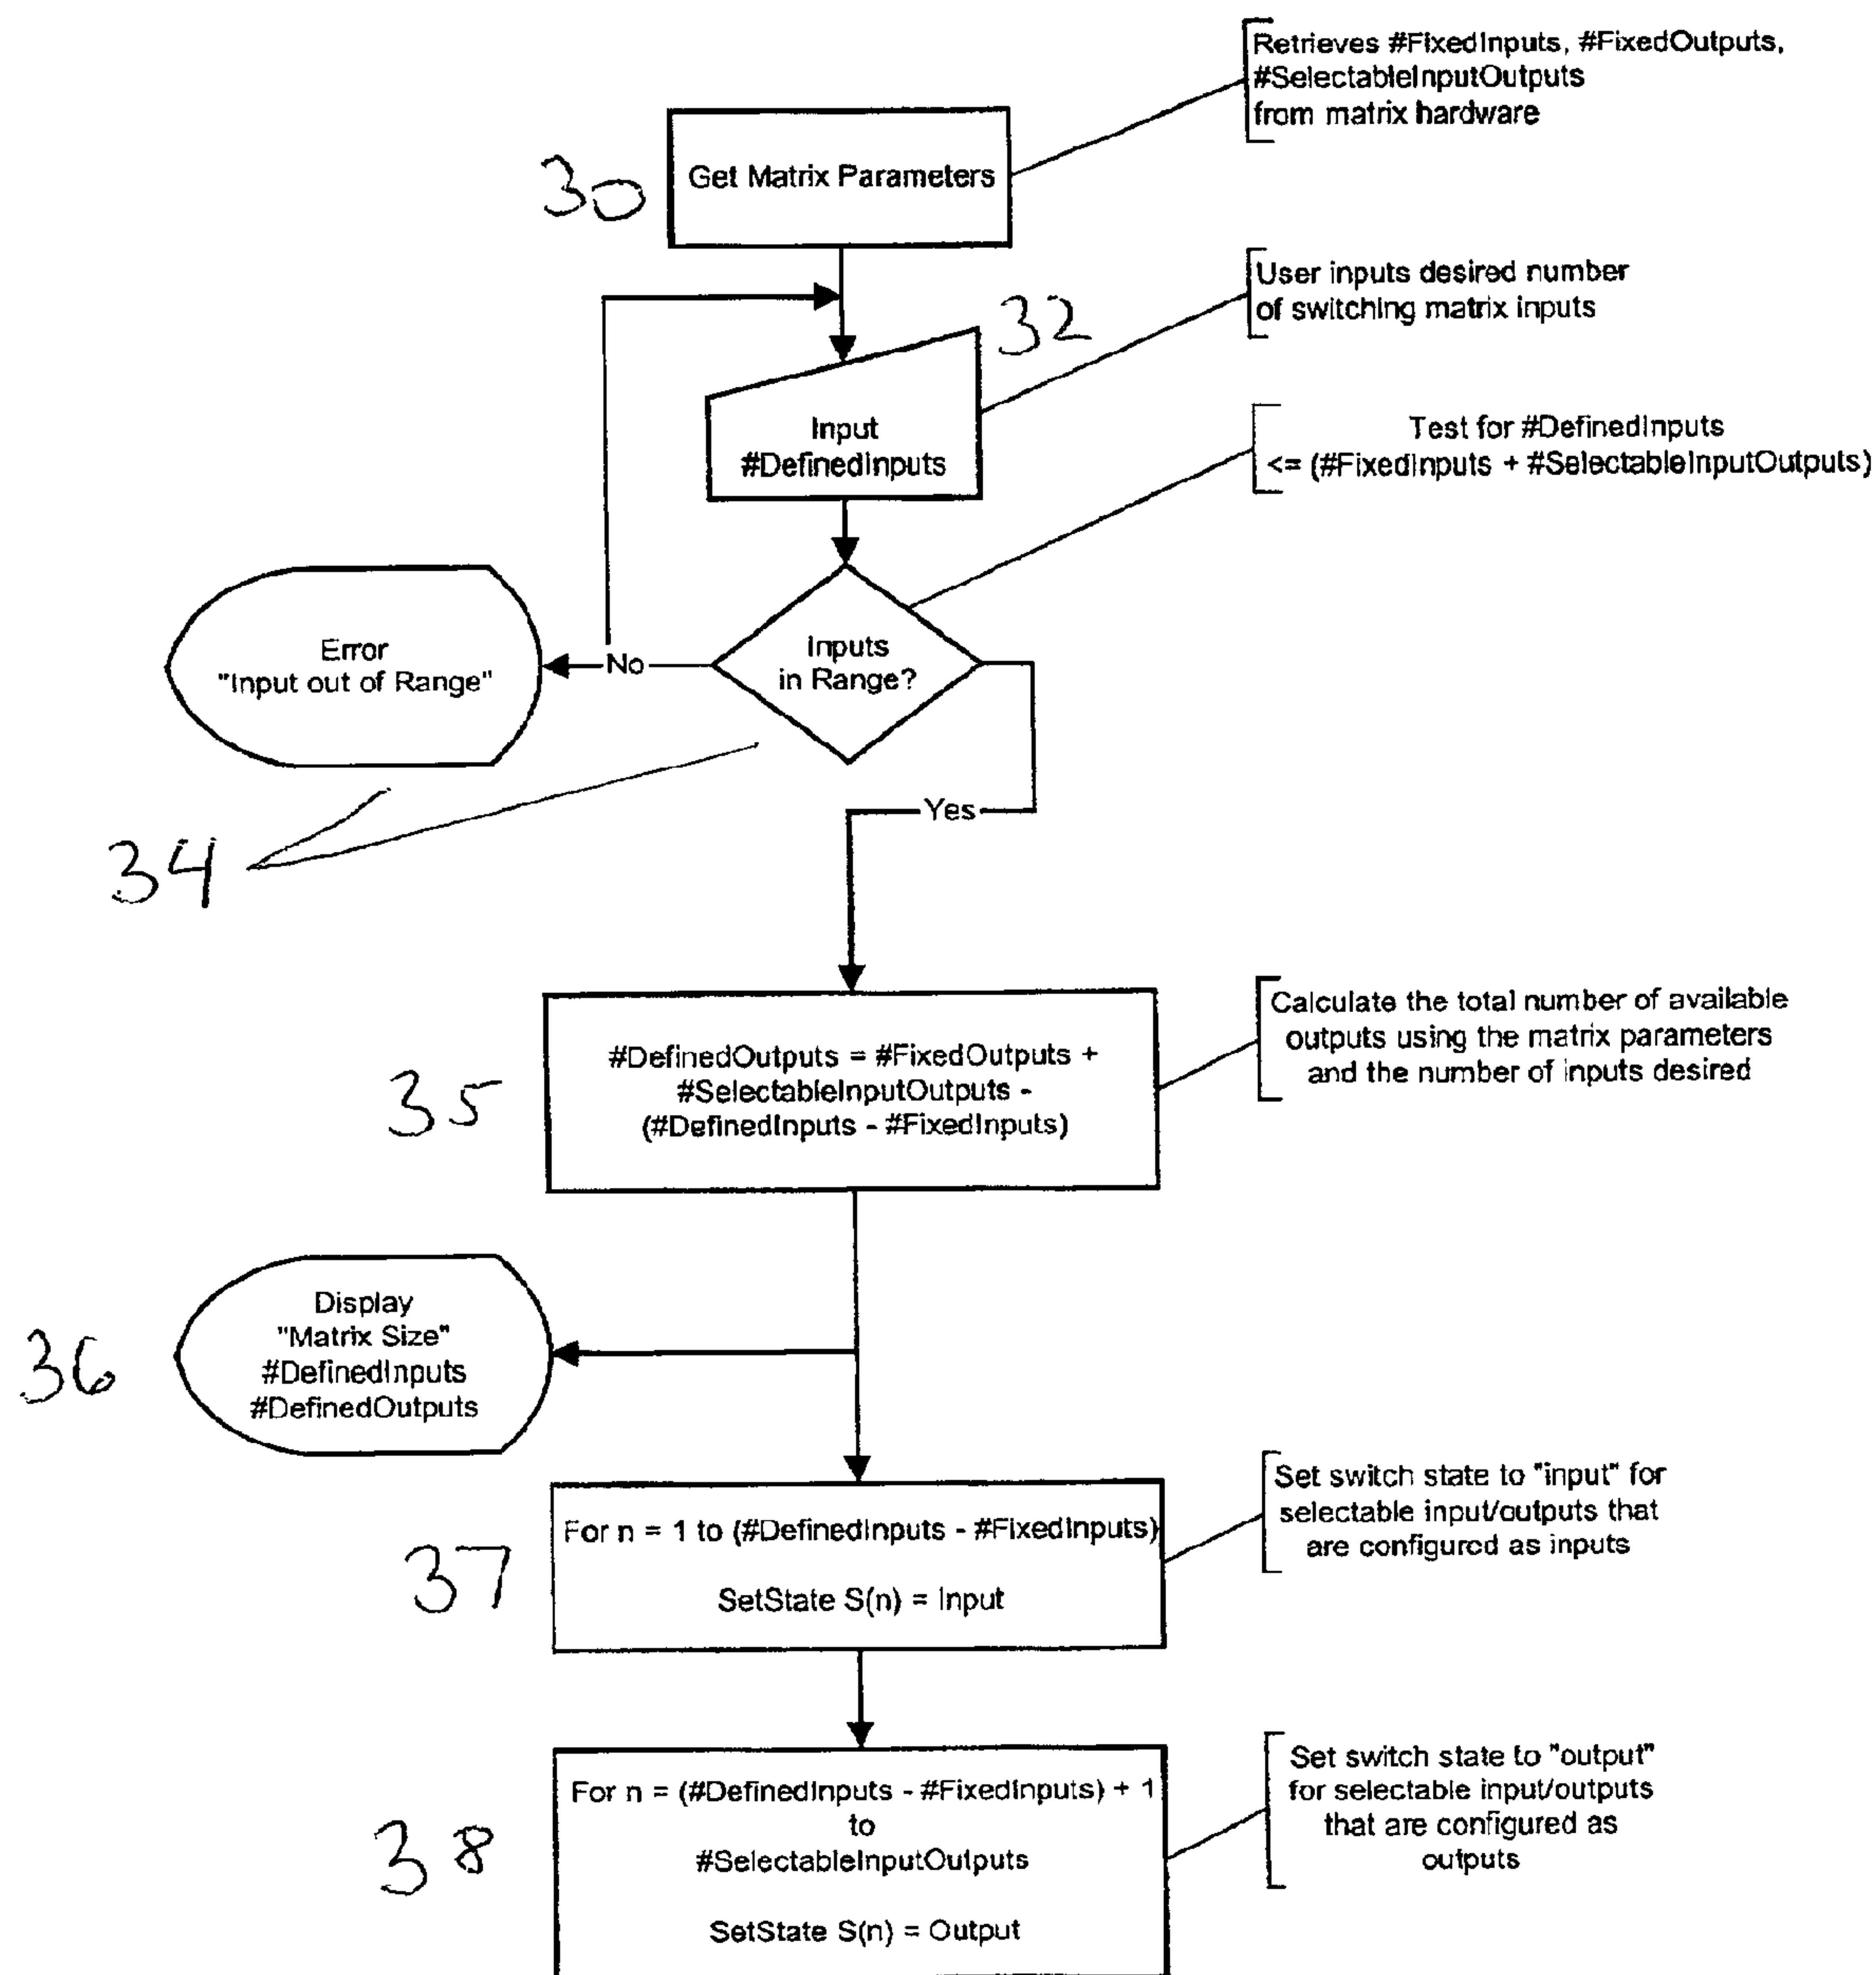 Retrieves #FixedInputs, #FixedOutputs,
#SelectableInputOutputs
from matrix hardware
30
Get Matrix Parameters
User inputs desired number
of switching matrix inputs
32
Input
#DefinedInputs
Test for #DefinedInputs
<= (#FixedInputs + #SelectableInputOutputs)
Error
"Input out of Range"
No
Inputs
in Range?
Yes
34
Calculate the total number of available
outputs using the matrix parameters
and the number of inputs desired
35
#DefinedOutputs = #FixedOutputs +
#SelectableInputOutputs -
(#DefinedInputs - #FixedInputs)
36
Display
"Matrix Size"
#DefinedInputs
#DefinedOutputs
Set switch state to "input" for
selectable input/outputs that
are configured as inputs
37
For n = 1 to (#DefinedInputs - #FixedInputs)
SetState S(n) = Input
Set switch state to "output"
for selectable input/outputs
that are configured as
outputs
38
For n = (#DefinedInputs - #FixedInputs) + 1
to
#SelectableInputOutputs
SetState S(n) = Output